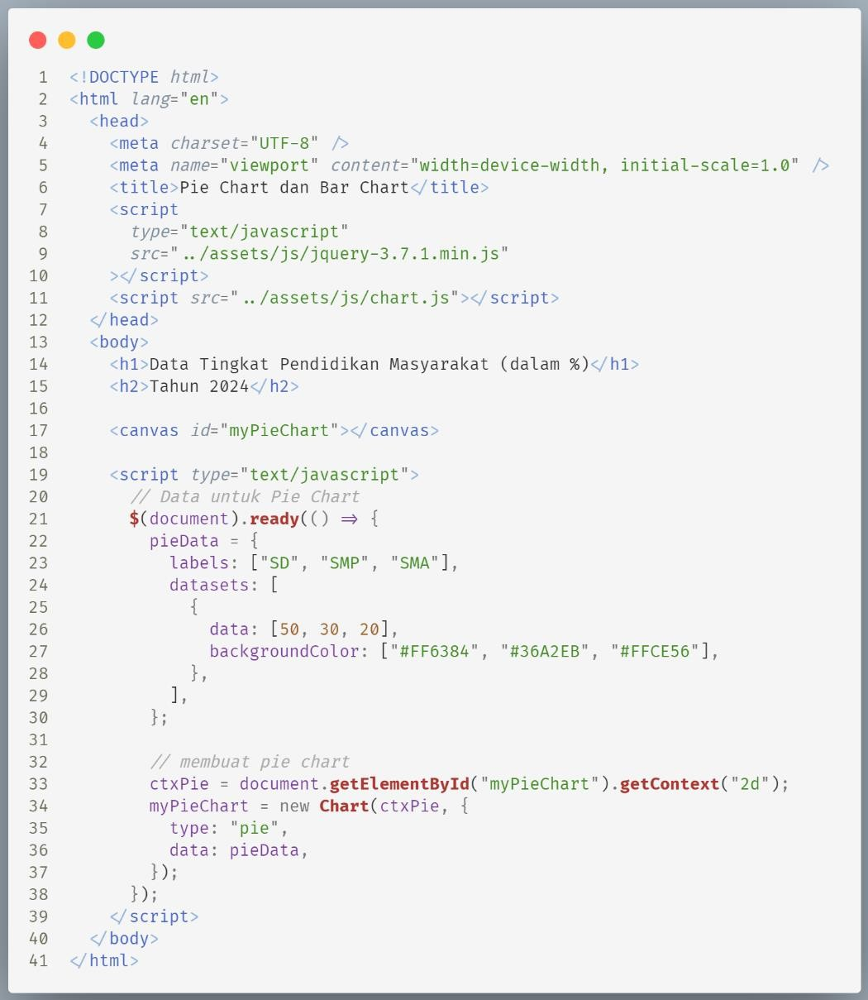 1 <!DOCTYPE html>
2 <html lang="en">
3   <head>
4     <meta charset="UTF-8" />
5     <meta name="viewport" content="width=device-width, initial-scale=1.0" />
6     <title>Pie Chart dan Bar Chart</title>
7     <script
8       type="text/javascript"
9       src="../assets/js/jquery-3.7.1.min.js"
10     ></script>
11     <script src="../assets/js/chart.js"></script>
12   </head>
13   <body>
14     <h1>Data Tingkat Pendidikan Masyarakat (dalam %)</h1>
15     <h2>Tahun 2024</h2>
16
17     <canvas id="myPieChart"></canvas>
18
19     <script type="text/javascript">
20       // Data untuk Pie Chart
21       $(document).ready(() => {
22         pieData = {
23           labels: ["SD", "SMP", "SMA"],
24           datasets: [
25             {
26               data: [50, 30, 20],
27               backgroundColor: ["#FF6384", "#36A2EB", "#FFCE56"],
28             },
29           ],
30         };
31
32         // membuat pie chart
33         ctxPie = document.getElementById("myPieChart").getContext("2d");
34         myPieChart = new Chart(ctxPie, {
35           type: "pie",
36           data: pieData,
37         });
38       });
39     </script>
40   </body>
41 </html>